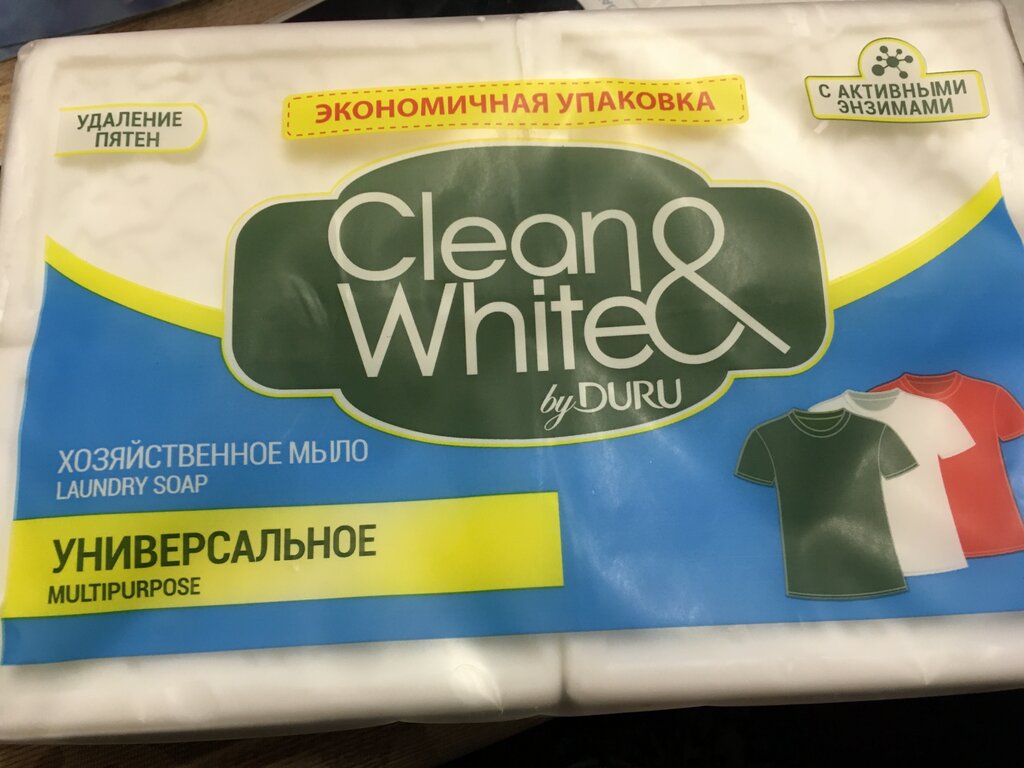 УДАЛЕНИЕ
ПЯТЕН
ЭКОНОМИЧНАЯ УПАКОВКА
С АКТИВНЫМИ
ЭНЗИМАМИ
Clean &
White
by DURU
ХОЗЯЙСТВЕННОЕ МЫЛО
LAUNDRY SOAP
УНИВЕРСАЛЬНОЕ
MULTIPURPOSE